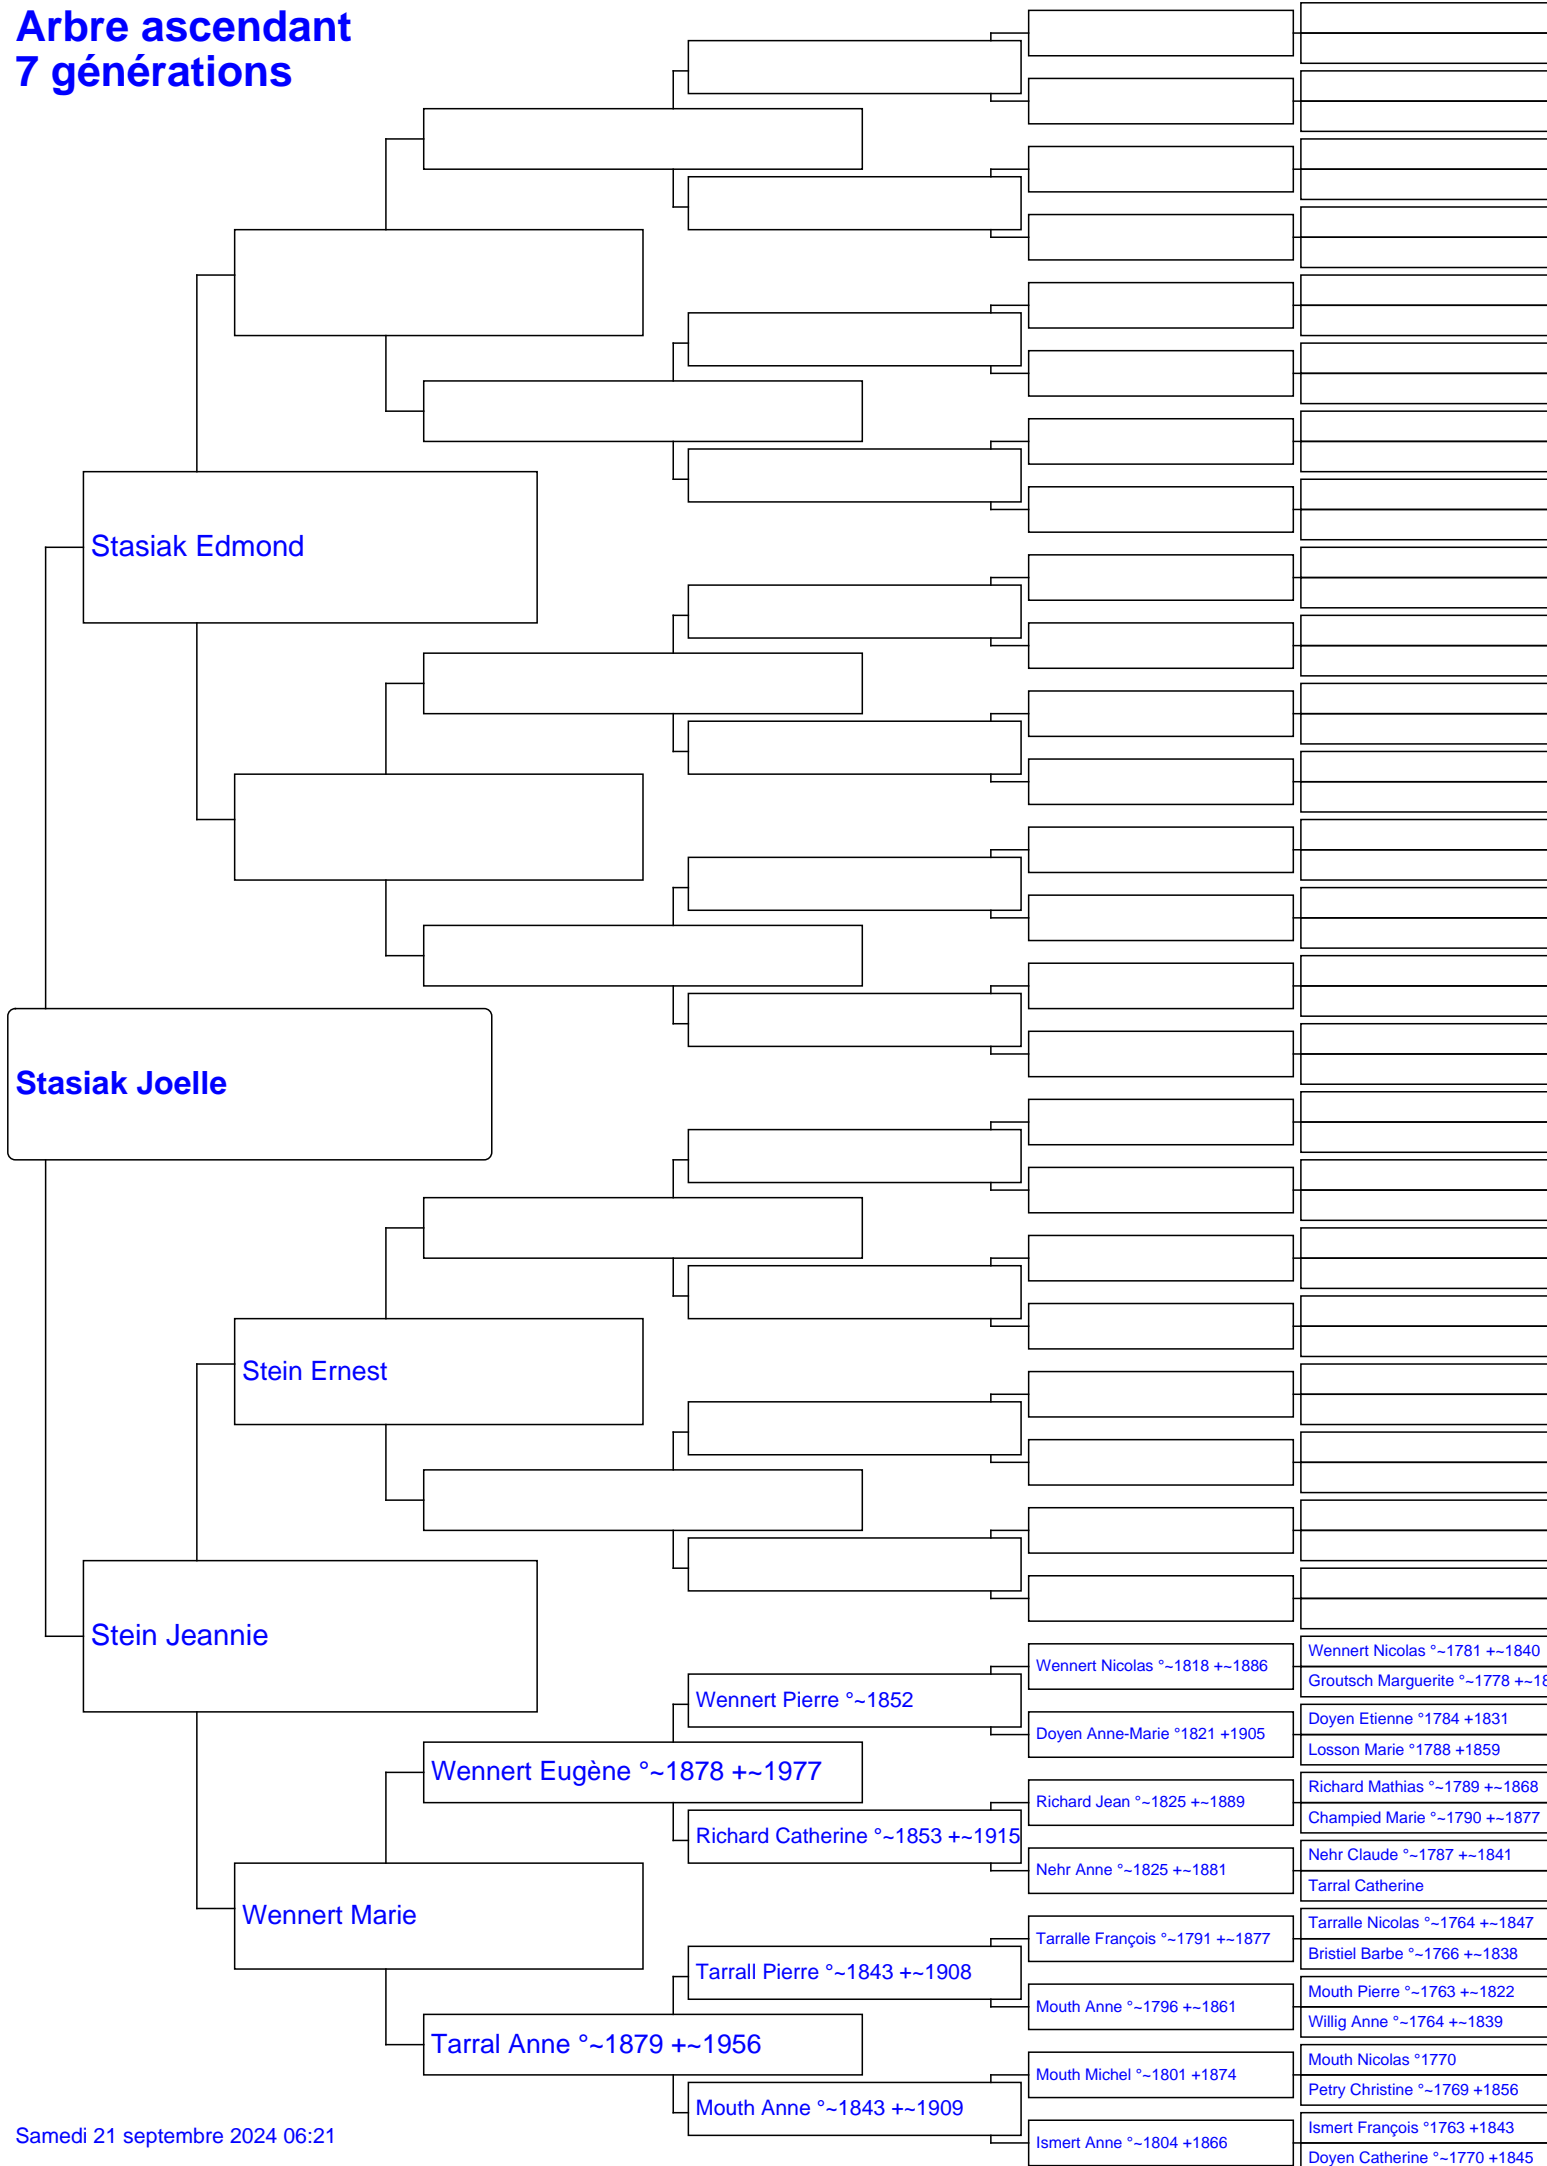 Arbre ascendant
7 générations
Stasiak Edmond
Stasiak Joelle
Stein Ernest
Stein Jeannie
Wennert Marie
Wennert Eugène °~1878 +~1977
Tarral Anne °~1879 +~1956
Wennert Pierre °~1852
Richard Catherine °~1853 +~1915
Tarrall Pierre °~1843 +~1908
Mouth Anne °~1843 +~1909
Wennert Nicolas °~1818 +~1886
Doyen Anne-Marie °1821 +1905
Richard Jean °~1825 +~1889
Nehr Anne °~1825 +~1881
Tarralle François °~1791 +~1877
Mouth Anne °~1796 +~1861
Mouth Michel °~1801 +1874
Ismert Anne °~1804 +1866
Wennert Nicolas °~1781 +~1840
Groutsch Marguerite °~1778 +~18
Doyen Etienne °1784 +1831
Losson Marie °1788 +1859
Richard Mathias °~1789 +~1868
Champied Marie °~1790 +~1877
Nehr Claude °~1787 +~1841
Tarral Catherine
Tarralle Nicolas °~1764 +~1847
Bristiel Barbe °~1766 +~1838
Mouth Pierre °~1763 +~1822
Willig Anne °~1764 +~1839
Mouth Nicolas °1770
Petry Christine °~1769 +1856
Ismert François °1763 +1843
Doyen Catherine °~1770 +1845
Samedi 21 septembre 2024 06:21